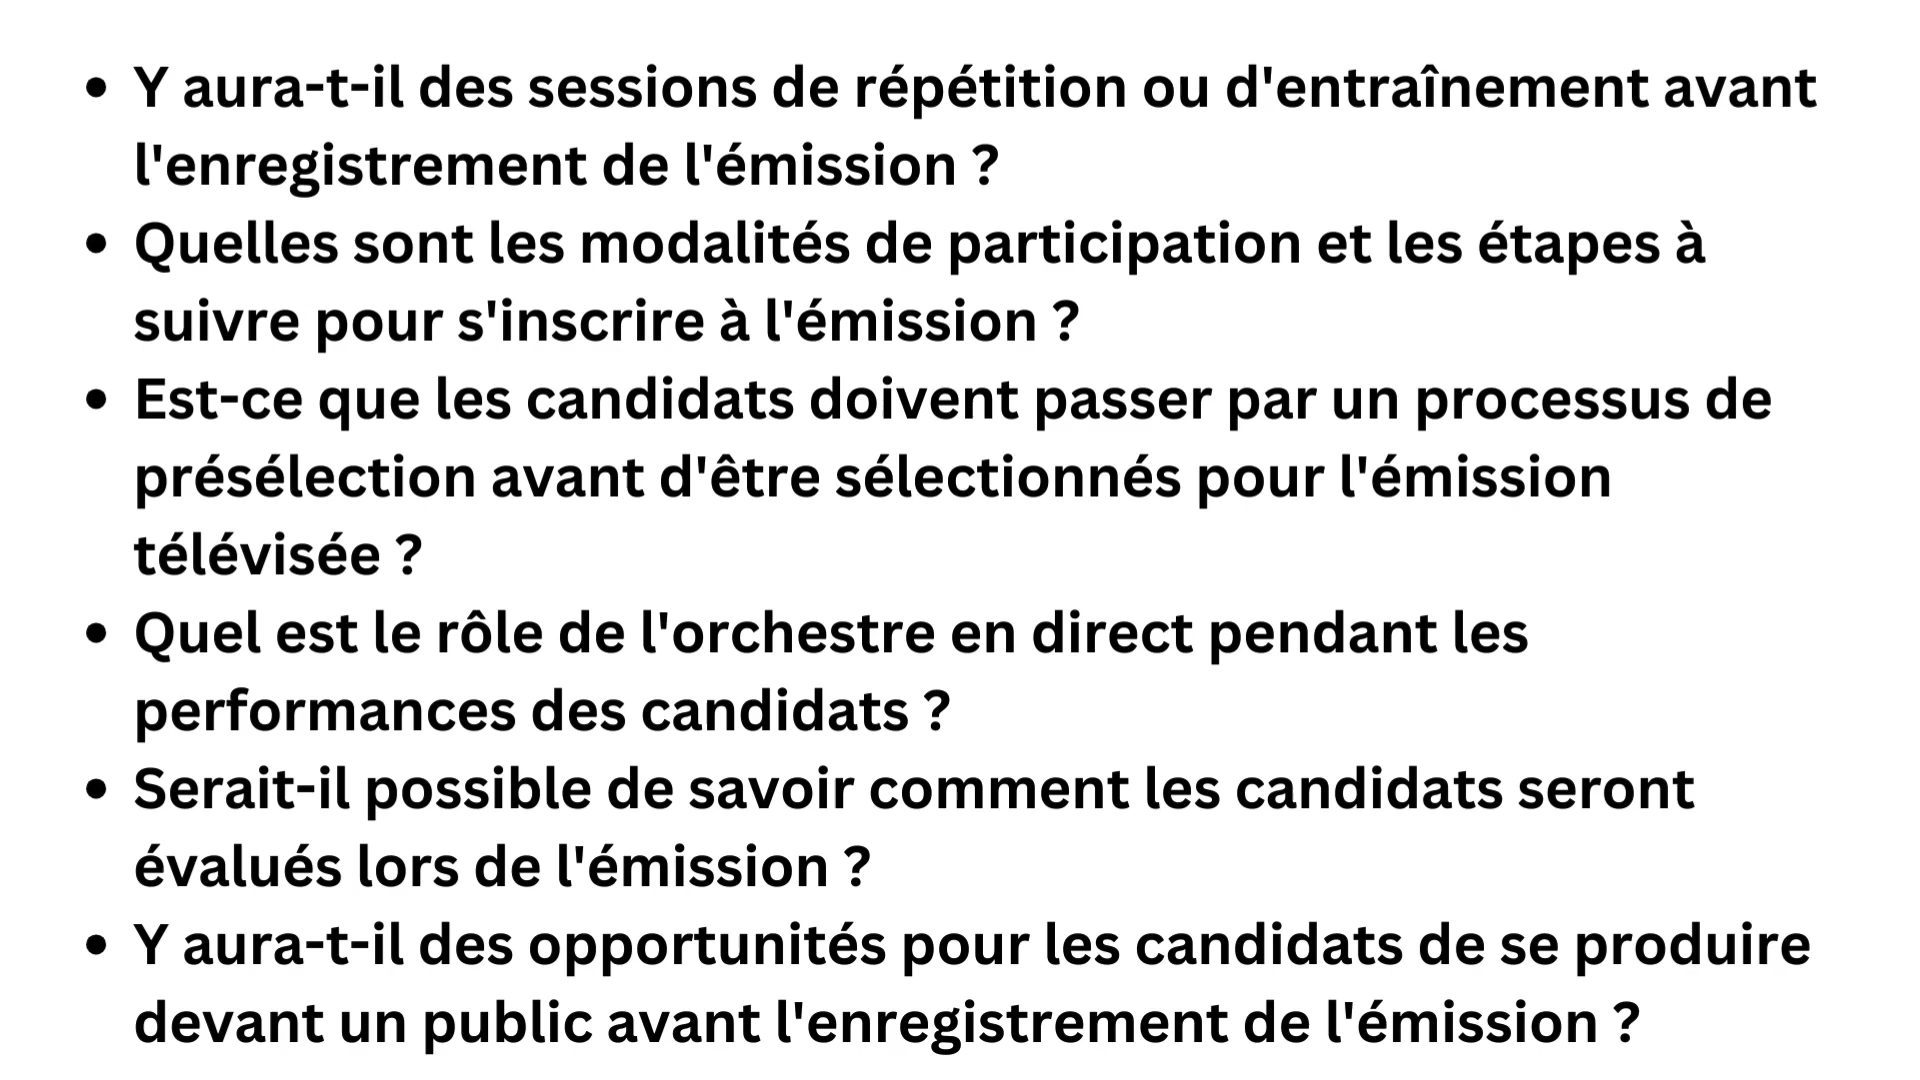 • Y aura-t-il des sessions de répétition ou d'entraînement avant
l'enregistrement de l'émission ?
• Quelles sont les modalités de participation et les étapes à
suivre pour s'inscrire à l'émission ?
• Est-ce que les candidats doivent passer par un processus de
présélection avant d'être sélectionnés pour l'émission
télévisée ?
• Quel est le rôle de l'orchestre en direct pendant les
performances des candidats ?
• Serait-il possible de savoir comment les candidats seront
évalués lors de l'émission ?
• Y aura-t-il des opportunités pour les candidats de se produire
devant un public avant l'enregistrement de l'émission ?